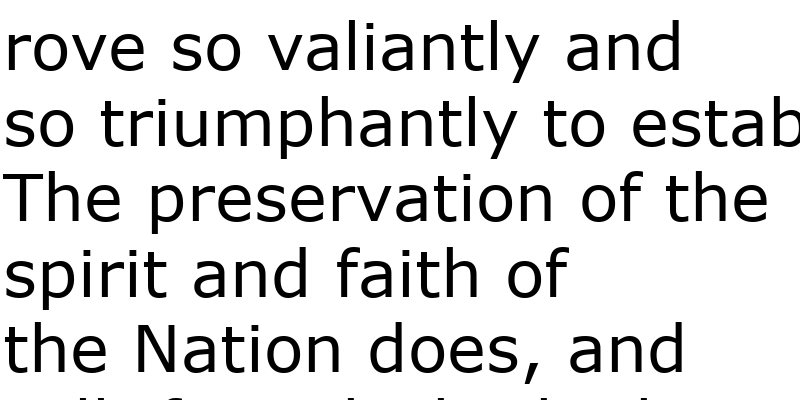 rove so valiantly and
so triumphantly to estab
The preservation of the
spirit and faith of
the Nation does, and